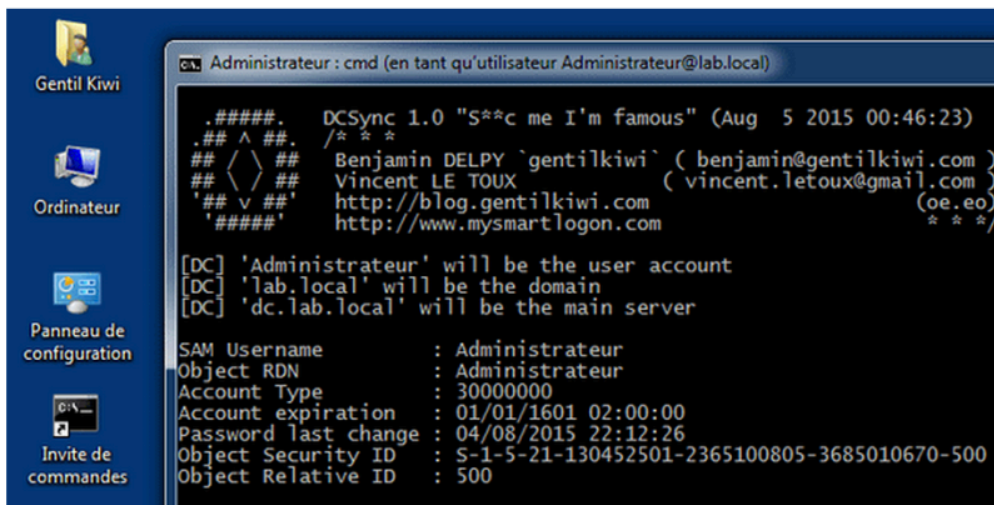 Gentil Kiwi
Ordinateur
Panneau de
configuration
Invite de
commandes
Administrateur : cmd (en tant qu'utilisateur Administrateur@lab.local)
.#####. DCSync 1.0 "S**c me I'm famous" (Aug 5 2015 00:46:23)
.## ^ ##. /* * *
## / \ ## Benjamin DELPY `gentilkiwi` ( benjamin@gentilkiwi.com )
## \ / ## Vincent LE TOUX ( vincent.letoux@gmail.com )
'## v ##' http://blog.gentilkiwi.com (oe.eo)
'#####' http://www.mysmartlogon.com * * */
[DC] 'Administrateur' will be the user account
[DC] 'lab.local' will be the domain
[DC] 'dc.lab.local' will be the main server
SAM Username : Administrateur
Object RDN : Administrateur
Account Type : 30000000
Account expiration : 01/01/1601 02:00:00
Password last change : 04/08/2015 22:12:26
Object Security ID : S-1-5-21-130452501-2365100805-3685010670-500
Object Relative ID : 500